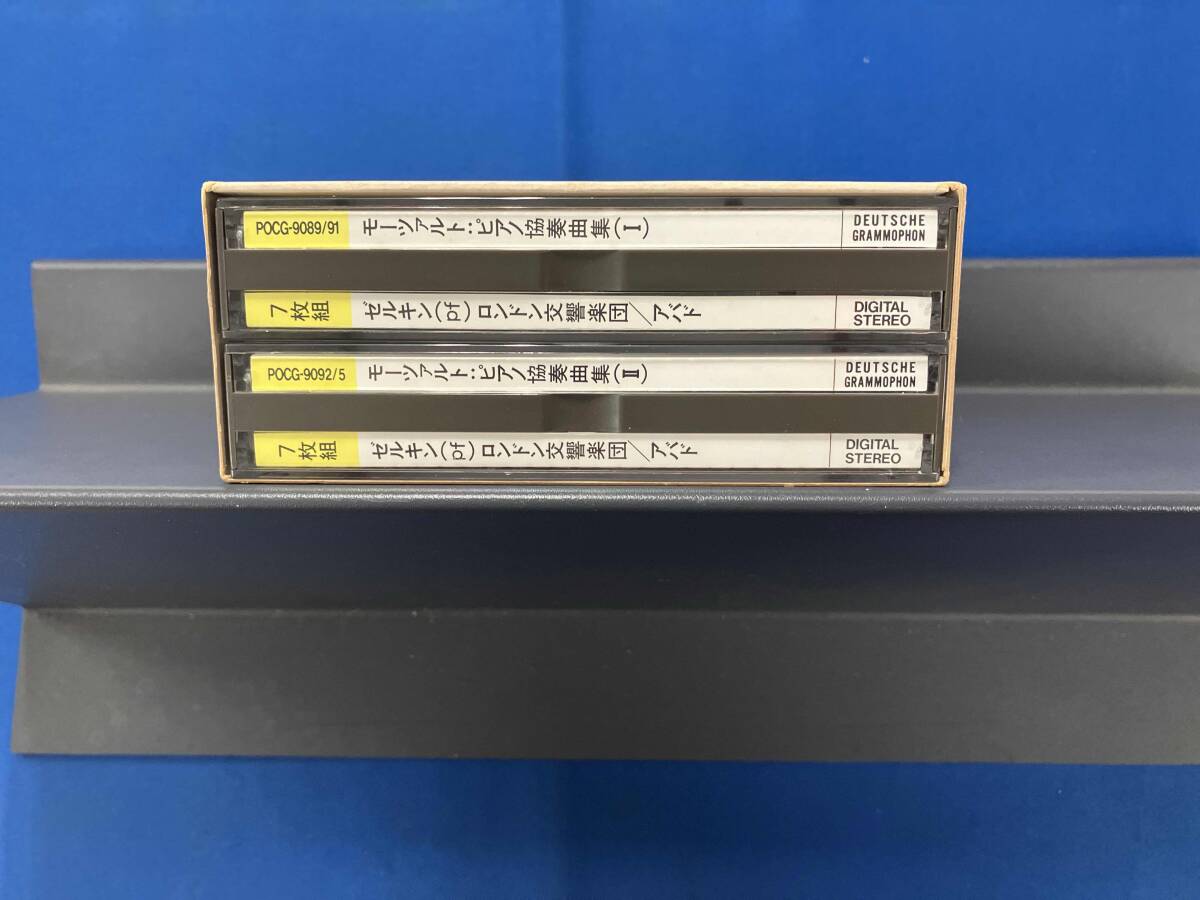 POCG-9089/91
モーツァルト:ピアノ協奏曲集(Ⅰ)
DEUTSCHE
GRAMMOPHON
7枚組
ゼルキン(pf) ロンドン交響楽団/アバド
DIGITAL
STEREO
POCG-9092/5
モーツァルト:ピアノ協奏曲集(Ⅱ)
DEUTSCHE
GRAMMOPHON
7枚組
ゼルキン(pf) ロンドン交響楽団/アバド
DIGITAL
STEREO